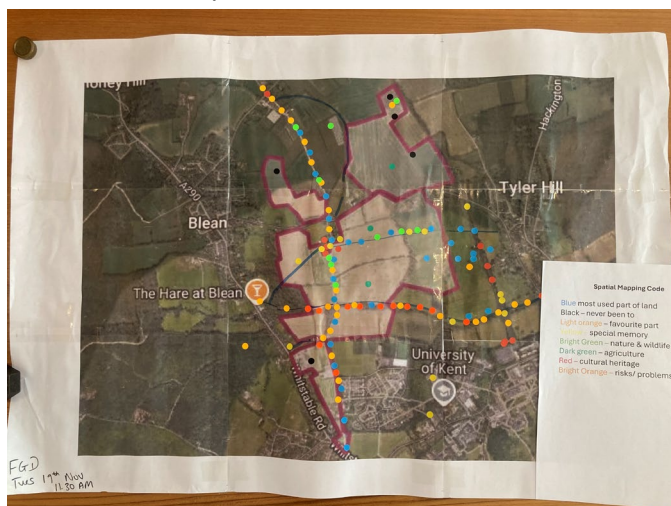 Honey Hill
Hackington
A290
Tyler Hill
Blean
The Hare at Blean
Spatial Mapping Code
Blue most used part of land
Black – never been to
Light orange – favourite part
special memory
Bright Green – nature & wildlife
Dark green – agriculture
Red – cultural heritage
Bright Orange – risks/ problems
University
of Kent
Whitstable Rd
FGD
Tues 19th Nov
11.30 AM